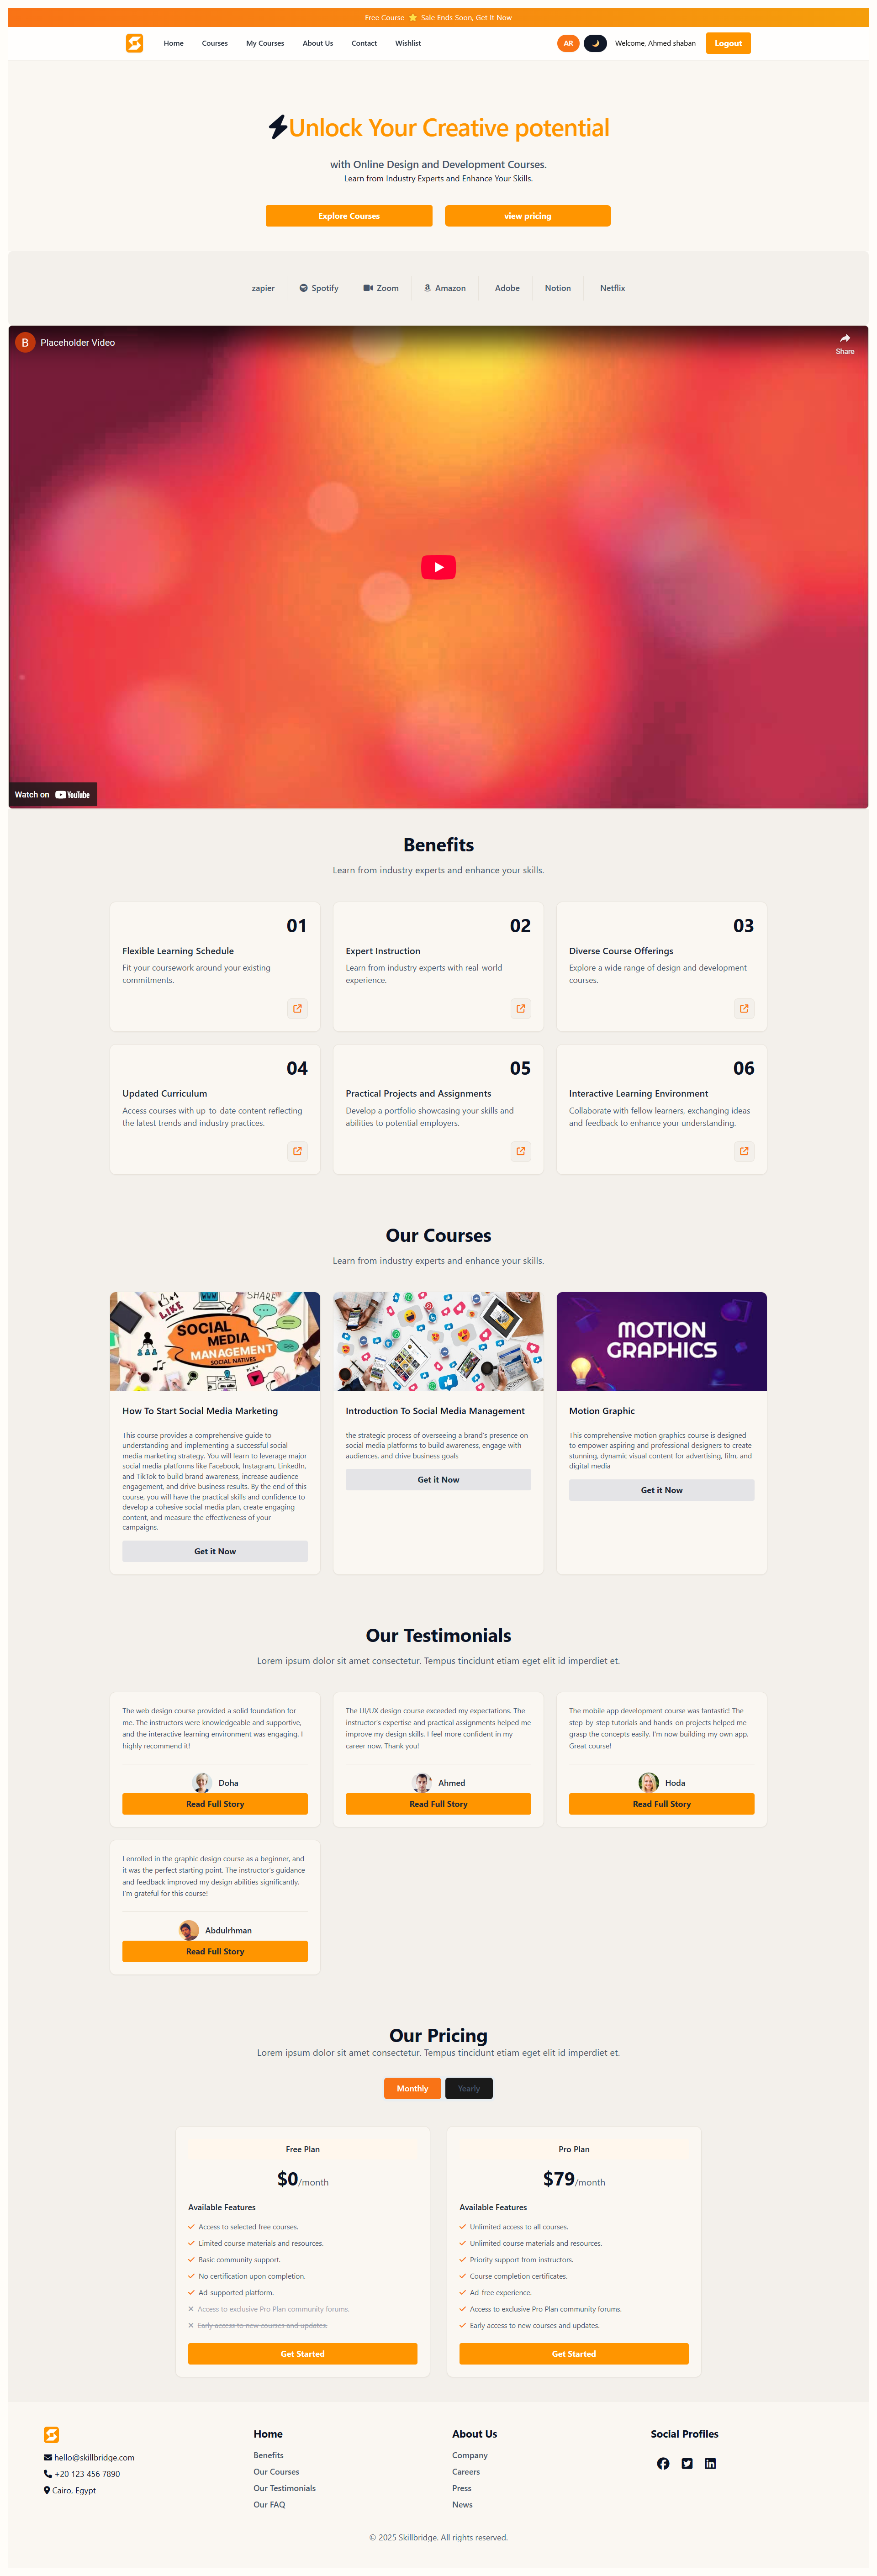 Free Course ⭐ Sale Ends Soon, Get It Now
Home
Courses
My Courses
About Us
Contact
Wishlist
AR
Welcome, Ahmed shaban
Logout
Unlock Your Creative potential
with Online Design and Development Courses.
Learn from Industry Experts and Enhance Your Skills.
Explore Courses
view pricing
zapier
Spotify
Zoom
Amazon
Adobe
Notion
Netflix
B
Placeholder Video
Share
Watch on YouTube
Benefits
Learn from industry experts and enhance your skills.
01
Flexible Learning Schedule
Fit your coursework around your existing
commitments.
02
Expert Instruction
Learn from industry experts with real-world
experience.
03
Diverse Course Offerings
Explore a wide range of design and development
courses.
04
Updated Curriculum
Access courses with up-to-date content reflecting
the latest trends and industry practices.
05
Practical Projects and Assignments
Develop a portfolio showcasing your skills and
abilities to potential employers.
06
Interactive Learning Environment
Collaborate with fellow learners, exchanging ideas
and feedback to enhance your understanding.
Our Courses
Learn from industry experts and enhance your skills.
SHARE
LIKE
SOCIAL
MEDIA
MANAGEMENT
SOCIAL NATIVES
PLAY
How To Start Social Media Marketing
This course provides a comprehensive guide to
understanding and implementing a successful social
media marketing strategy. You will learn to leverage major
social media platforms like Facebook, Instagram, LinkedIn,
and TikTok to build brand awareness, increase audience
engagement, and drive business results. By the end of this
course, you will have the practical skills and confidence to
develop a cohesive social media plan, create engaging
content, and measure the effectiveness of your
campaigns.
Get it Now
Introduction To Social Media Management
the strategic process of overseeing a brand's presence on
social media platforms to build awareness, engage with
audiences, and drive business goals
Get it Now
MOTION
GRAPHICS
Motion Graphic
This comprehensive motion graphics course is designed
to empower aspiring and professional designers to create
stunning, dynamic visual content for advertising, film, and
digital media
Get it Now
Our Testimonials
Lorem ipsum dolor sit amet consectetur. Tempus tincidunt etiam eget elit id imperdiet et.
The web design course provided a solid foundation for
me. The instructors were knowledgeable and supportive,
and the interactive learning environment was engaging. I
highly recommend it!
Doha
Read Full Story
The UI/UX design course exceeded my expectations. The
instructor's expertise and practical assignments helped me
improve my design skills. I feel more confident in my
career now. Thank you!
Ahmed
Read Full Story
The mobile app development course was fantastic! The
step-by-step tutorials and hands-on projects helped me
grasp the concepts easily. I'm now building my own app.
Great course!
Hoda
Read Full Story
I enrolled in the graphic design course as a beginner, and
it was the perfect starting point. The instructor's guidance
and feedback improved my design abilities significantly.
I'm grateful for this course!
Abdulrhman
Read Full Story
Our Pricing
Lorem ipsum dolor sit amet consectetur. Tempus tincidunt etiam eget elit id imperdiet et.
Monthly
Yearly
Free Plan
$0/month
Available Features
Access to selected free courses.
Limited course materials and resources.
Basic community support.
No certification upon completion.
Ad-supported platform.
Access to exclusive Pro Plan community forums.
Early access to new courses and updates.
Get Started
Pro Plan
$79/month
Available Features
Unlimited access to all courses.
Unlimited course materials and resources.
Priority support from instructors.
Course completion certificates.
Ad-free experience.
Access to exclusive Pro Plan community forums.
Early access to new courses and updates.
Get Started
hello@skillbridge.com
+20 123 456 7890
Cairo, Egypt
Home
Benefits
Our Courses
Our Testimonials
Our FAQ
About Us
Company
Careers
Press
News
Social Profiles
© 2025 Skillbridge. All rights reserved.